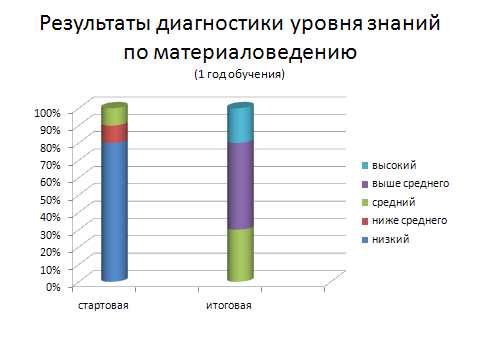 Результаты диагностики уровня знаний
по материаловедению
(1 год обучения)
100%
90%
80%
70%
60%
50%
40%
30%
20%
10%
0%
стартовая
итоговая
высокий
выше среднего
средний
ниже среднего
низкий